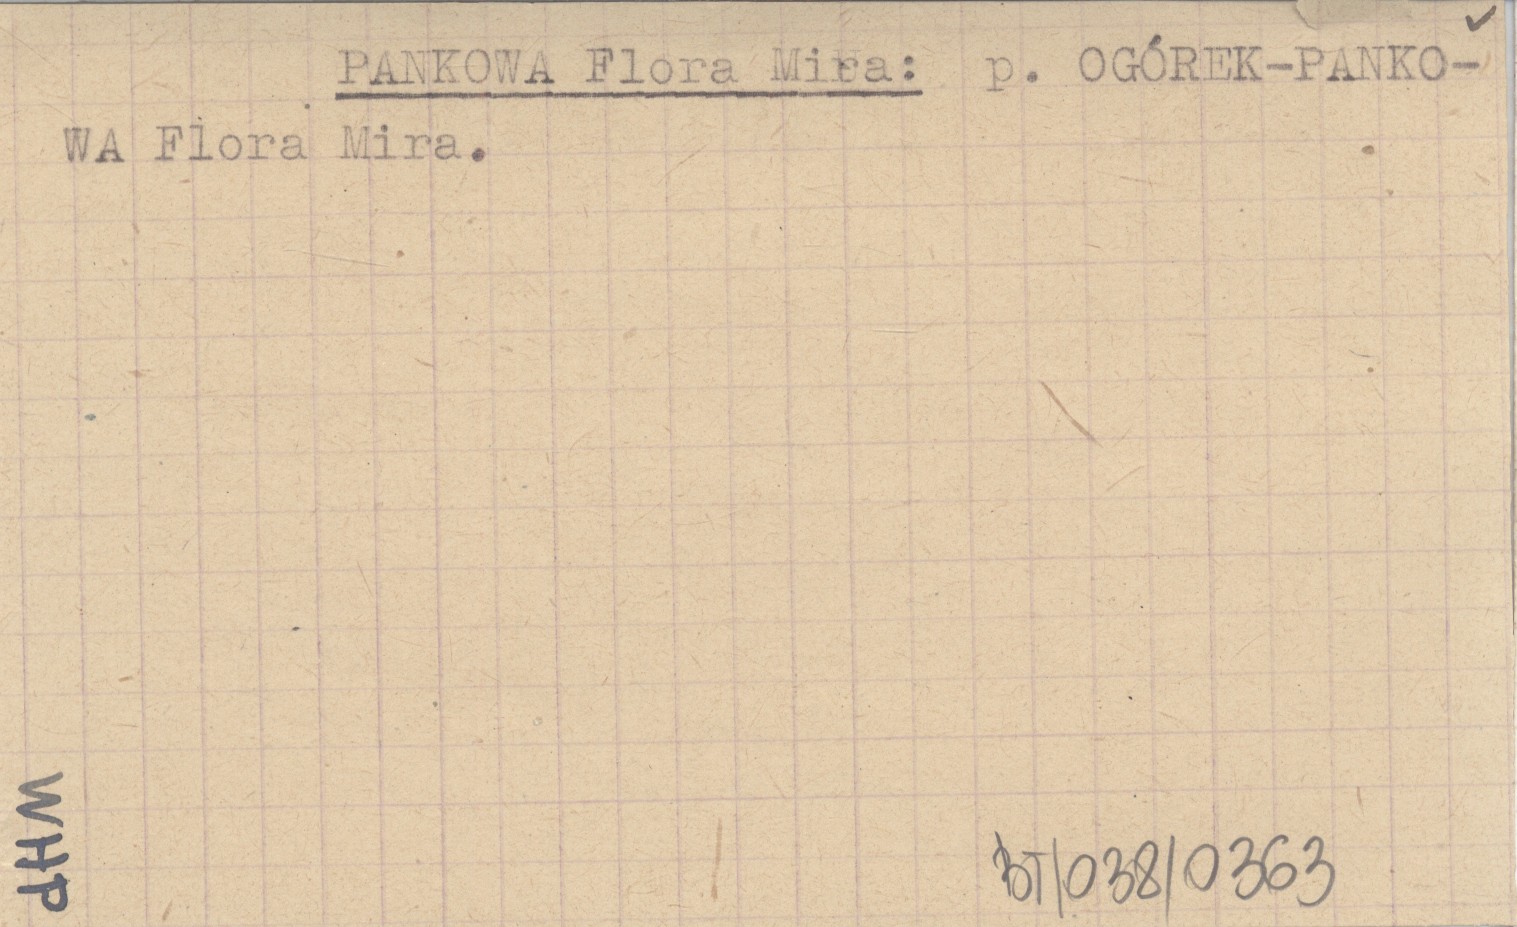 PANKOWA Flora Mira: p. OGÓREK-PANKO-
WA Flora Mira.
WHP
BT/038/0363